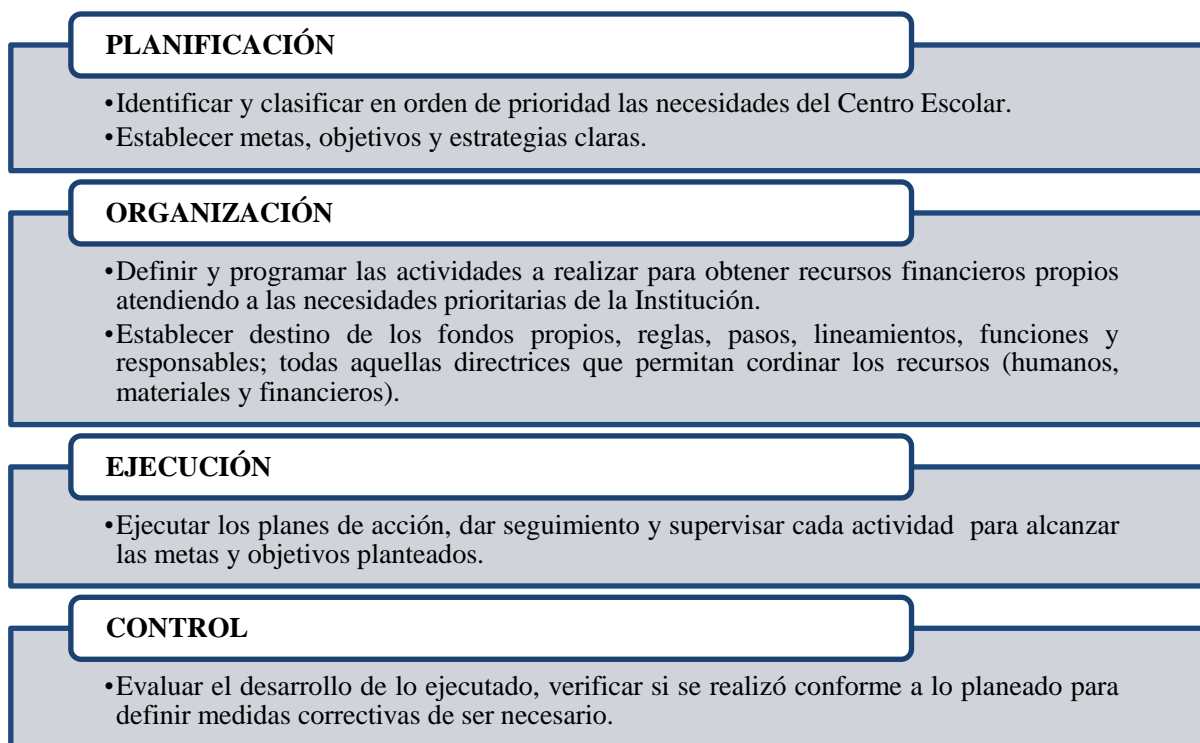 PLANIFICACIÓN
•Identificar y clasificar en orden de prioridad las necesidades del Centro Escolar.
•Establecer metas, objetivos y estrategias claras.
ORGANIZACIÓN
•Definir y programar las actividades a realizar para obtener recursos financieros propios
atendiendo a las necesidades prioritarias de la Institución.
•Establecer destino de los fondos propios, reglas, pasos, lineamientos, funciones y
responsables; todas aquellas directrices que permitan cordinar los recursos (humanos,
materiales y financieros).
EJECUCIÓN
•Ejecutar los planes de acción, dar seguimiento y supervisar cada actividad  para alcanzar
las metas y objetivos planteados.
CONTROL
•Evaluar el desarrollo de lo ejecutado, verificar si se realizó conforme a lo planeado para
definir medidas correctivas de ser necesario.